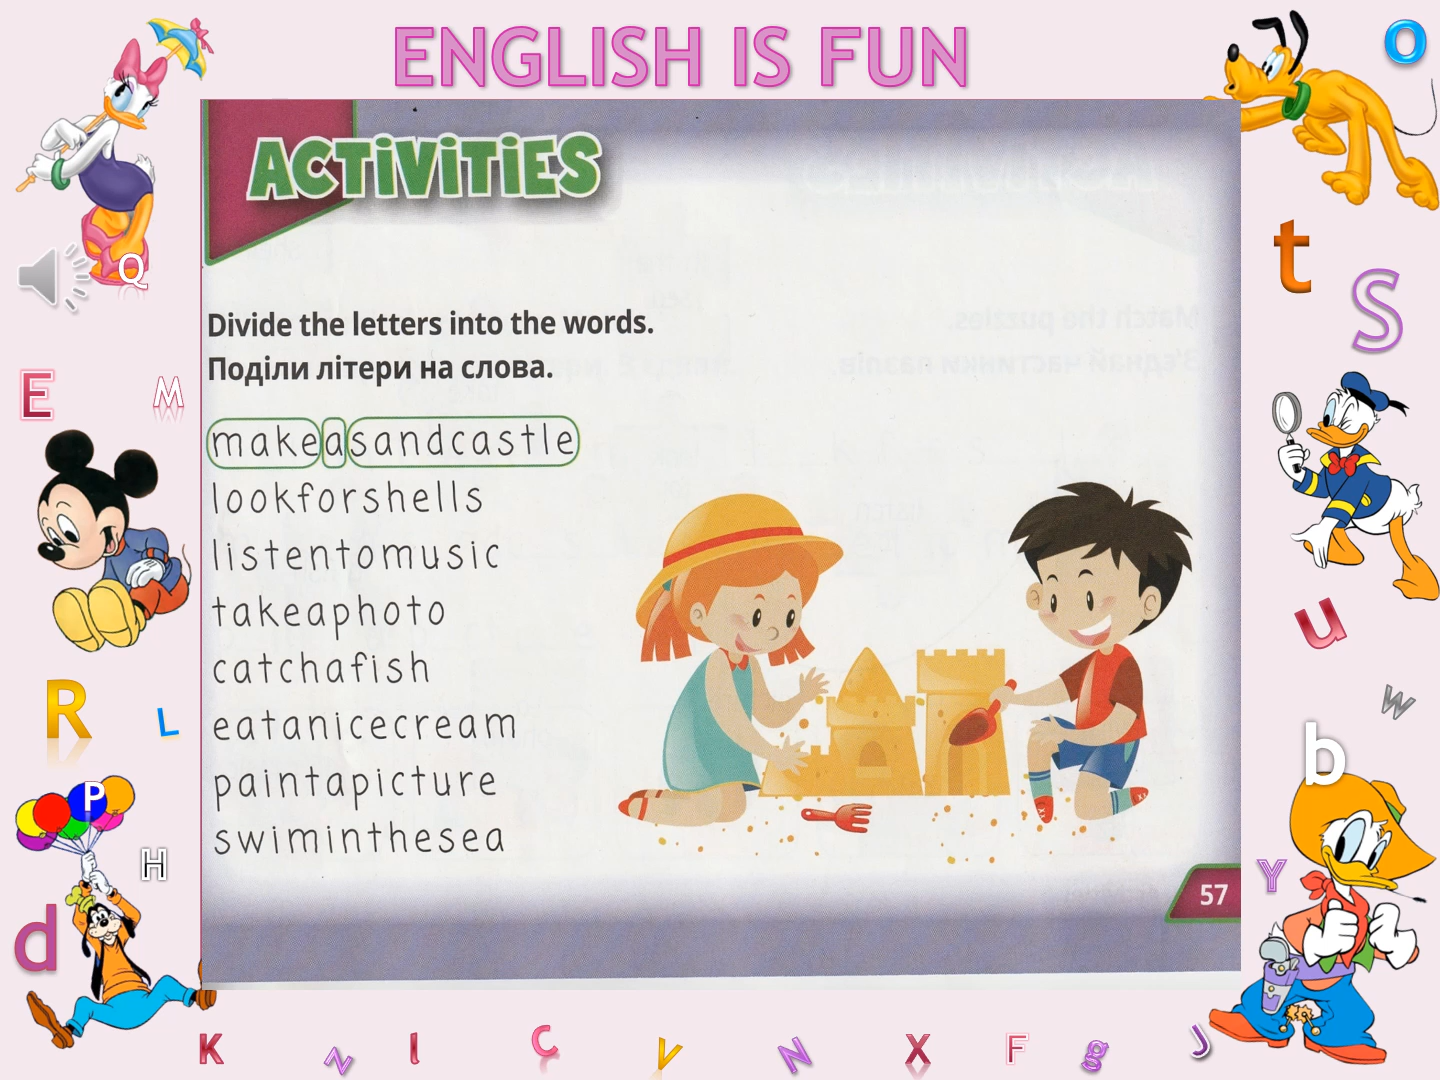 ENGLISH IS FUN
ACTiViTiES
Divide the letters into the words.
Поділи літери на слова.
makeasandcastle
lookforshells
listentomusic
takeaphoto
catchafish
eatanicecream
paintapicture
swiminthesea
57
o
t
S
u
w
b
Y
Q
E
M
R
L
P
H
d
K
z
l
C
V
N
X
F
g
J